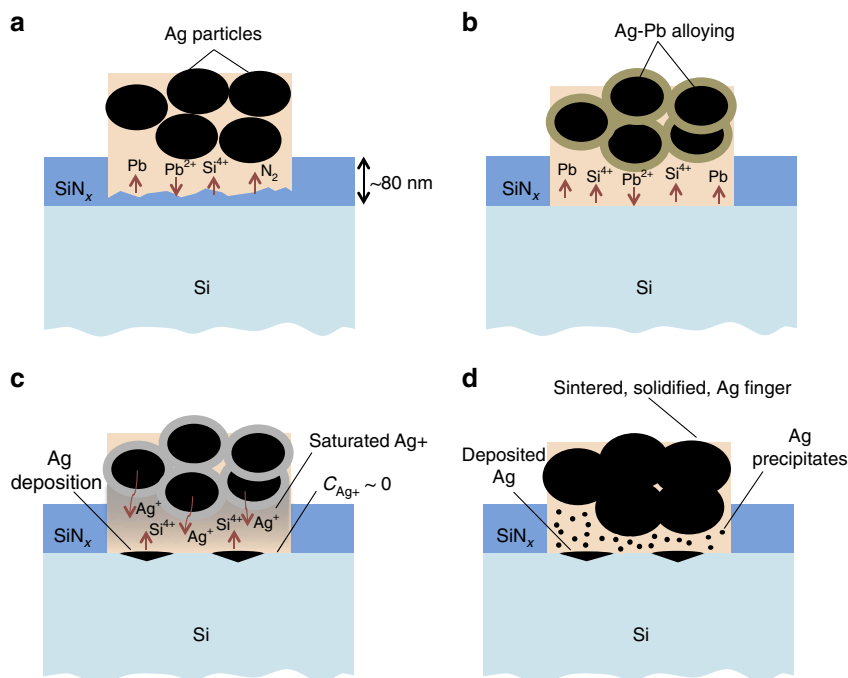 a
Ag particles
Pb
Pb²⁺
Si⁴⁺
N₂
SiNₓ
~80 nm
Si
b
Ag-Pb alloying
Pb
Si⁴⁺
Pb²⁺
Si⁴⁺
Pb
SiNₓ
Si
c
Ag
deposition
Saturated Ag+
C_Ag+ ~ 0
Ag⁺
Si⁴⁺
Ag⁺
Si⁴⁺
Ag⁺
SiNₓ
Si
d
Sintered, solidified, Ag finger
Deposited
Ag
Ag
precipitates
SiNₓ
Si